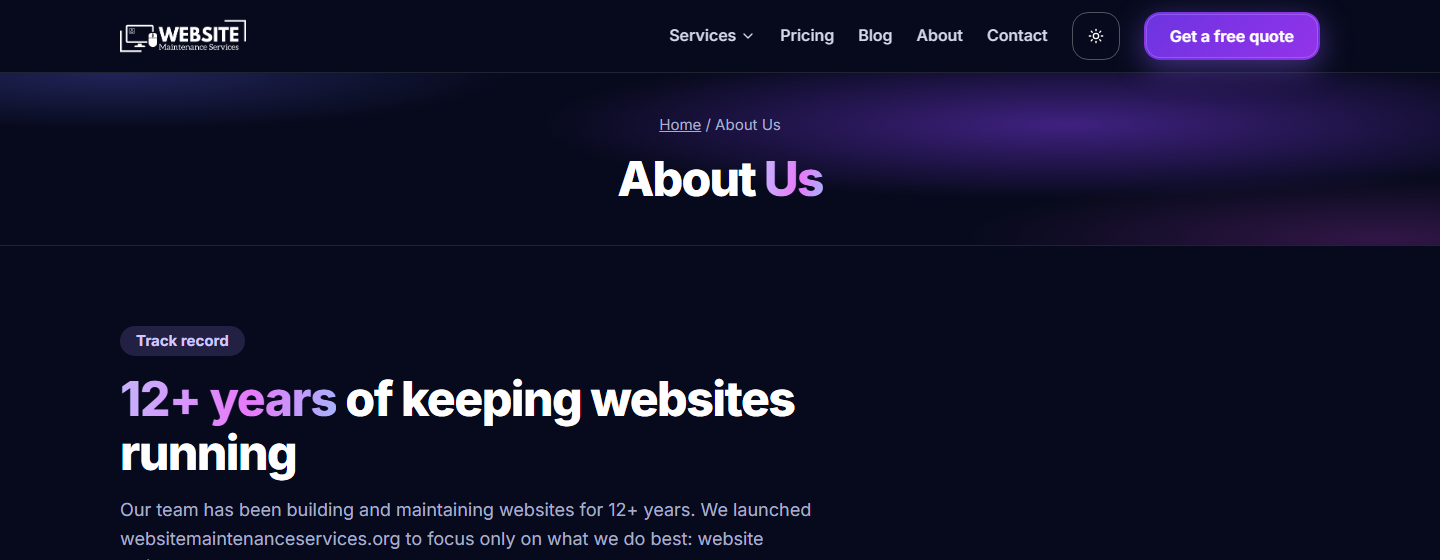 WEBSITE
Maintenance Services
Services
Pricing
Blog
About
Contact
Get a free quote
Home / About Us
About Us
Track record
12+ years of keeping websites
running
Our team has been building and maintaining websites for 12+ years. We launched
websitemaintenanceservices.org to focus only on what we do best: website